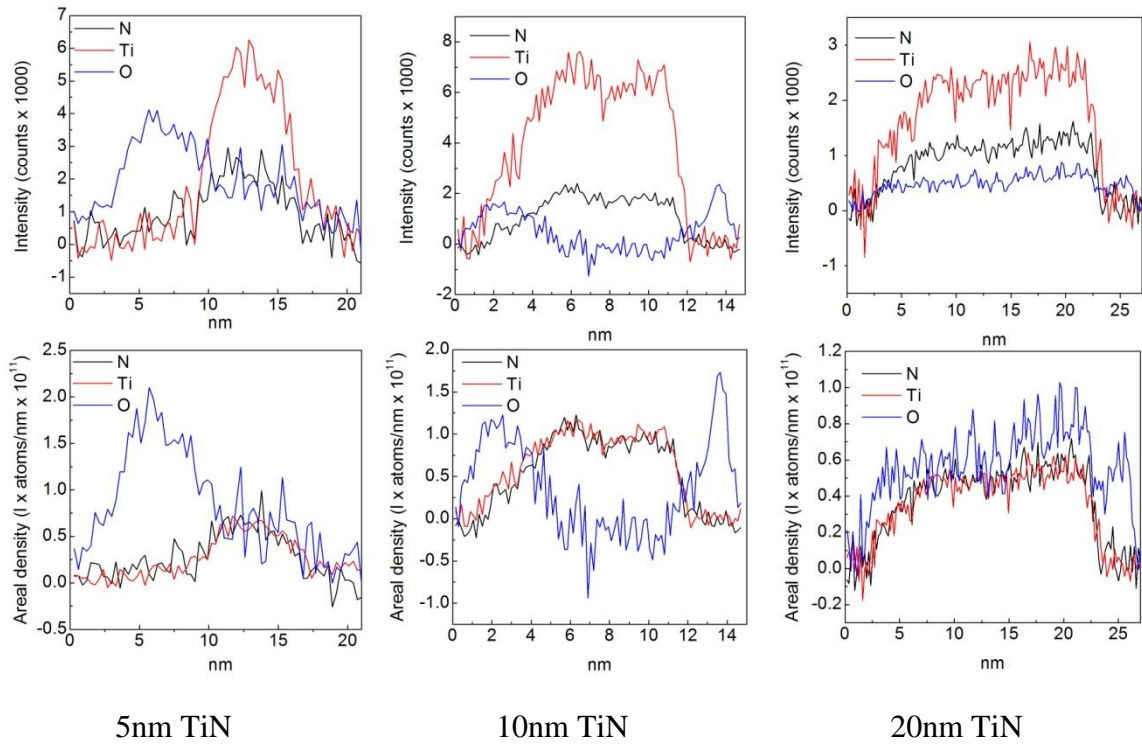 7
6
5
4
3
2
1
0
-1
Intensity (counts x 1000)
N
Ti
O
0 5 10 15 20
nm
8
6
4
2
0
-2
Intensity (counts x 1000)
N
Ti
O
0 2 4 6 8 10 12 14
nm
3
2
1
0
-1
Intensity (counts x 1000)
N
Ti
O
0 5 10 15 20 25
nm
2.5
2.0
1.5
1.0
0.5
0.0
-0.5
Areal density (I x atoms/nm x 10¹¹)
N
Ti
O
0 5 10 15 20
nm
2.0
1.5
1.0
0.5
0.0
-0.5
-1.0
Areal density (I x atoms/nm x 10¹¹)
N
Ti
O
0 2 4 6 8 10 12 14
nm
1.2
1.0
0.8
0.6
0.4
0.2
0.0
-0.2
Areal density (I x atoms/nm x 10¹¹)
N
Ti
O
0 5 10 15 20 25
nm
5nm TiN 10nm TiN 20nm TiN